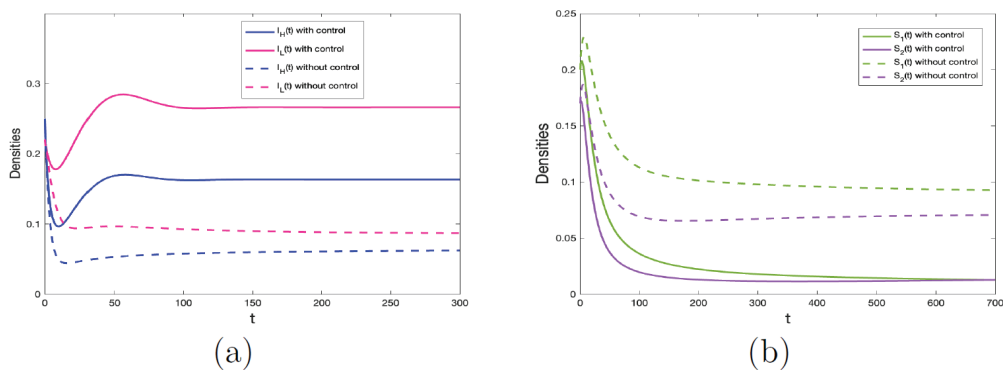 I_H(t) with control
I_L(t) with control
I_H(t) without control
I_L(t) without control
Densities
0.3
0.2
0.1
0
0 50 100 150 200 250 300
t
(a)
S_1(t) with control
S_2(t) with control
S_1(t) without control
S_2(t) without control
Densities
0.25
0.2
0.15
0.1
0.05
0
0 100 200 300 400 500 600 700
t
(b)